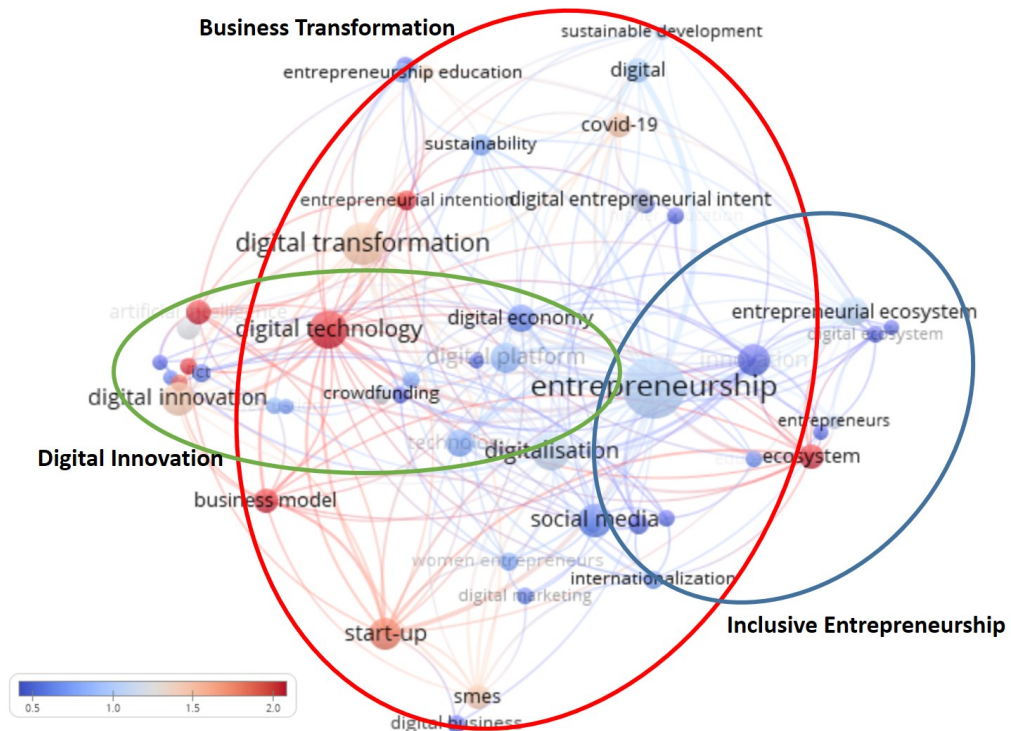 Business Transformation
sustainable development
entrepreneurship education
digital
covid-19
sustainability
entrepreneurial intention
digital entrepreneurial intent
digital transformation
artificial intelligence
digital technology
digital economy
entrepreneurial ecosystem
digital ecosystem
digital platform
innovation
ict
entrepreneurship
crowdfunding
digital innovation
entrepreneurs
technology
digitalisation
ecosystem
Digital Innovation
business model
social media
women entrepreneurs
internationalization
digital marketing
Inclusive Entrepreneurship
start-up
smes
digital business
0.5 1.0 1.5 2.0